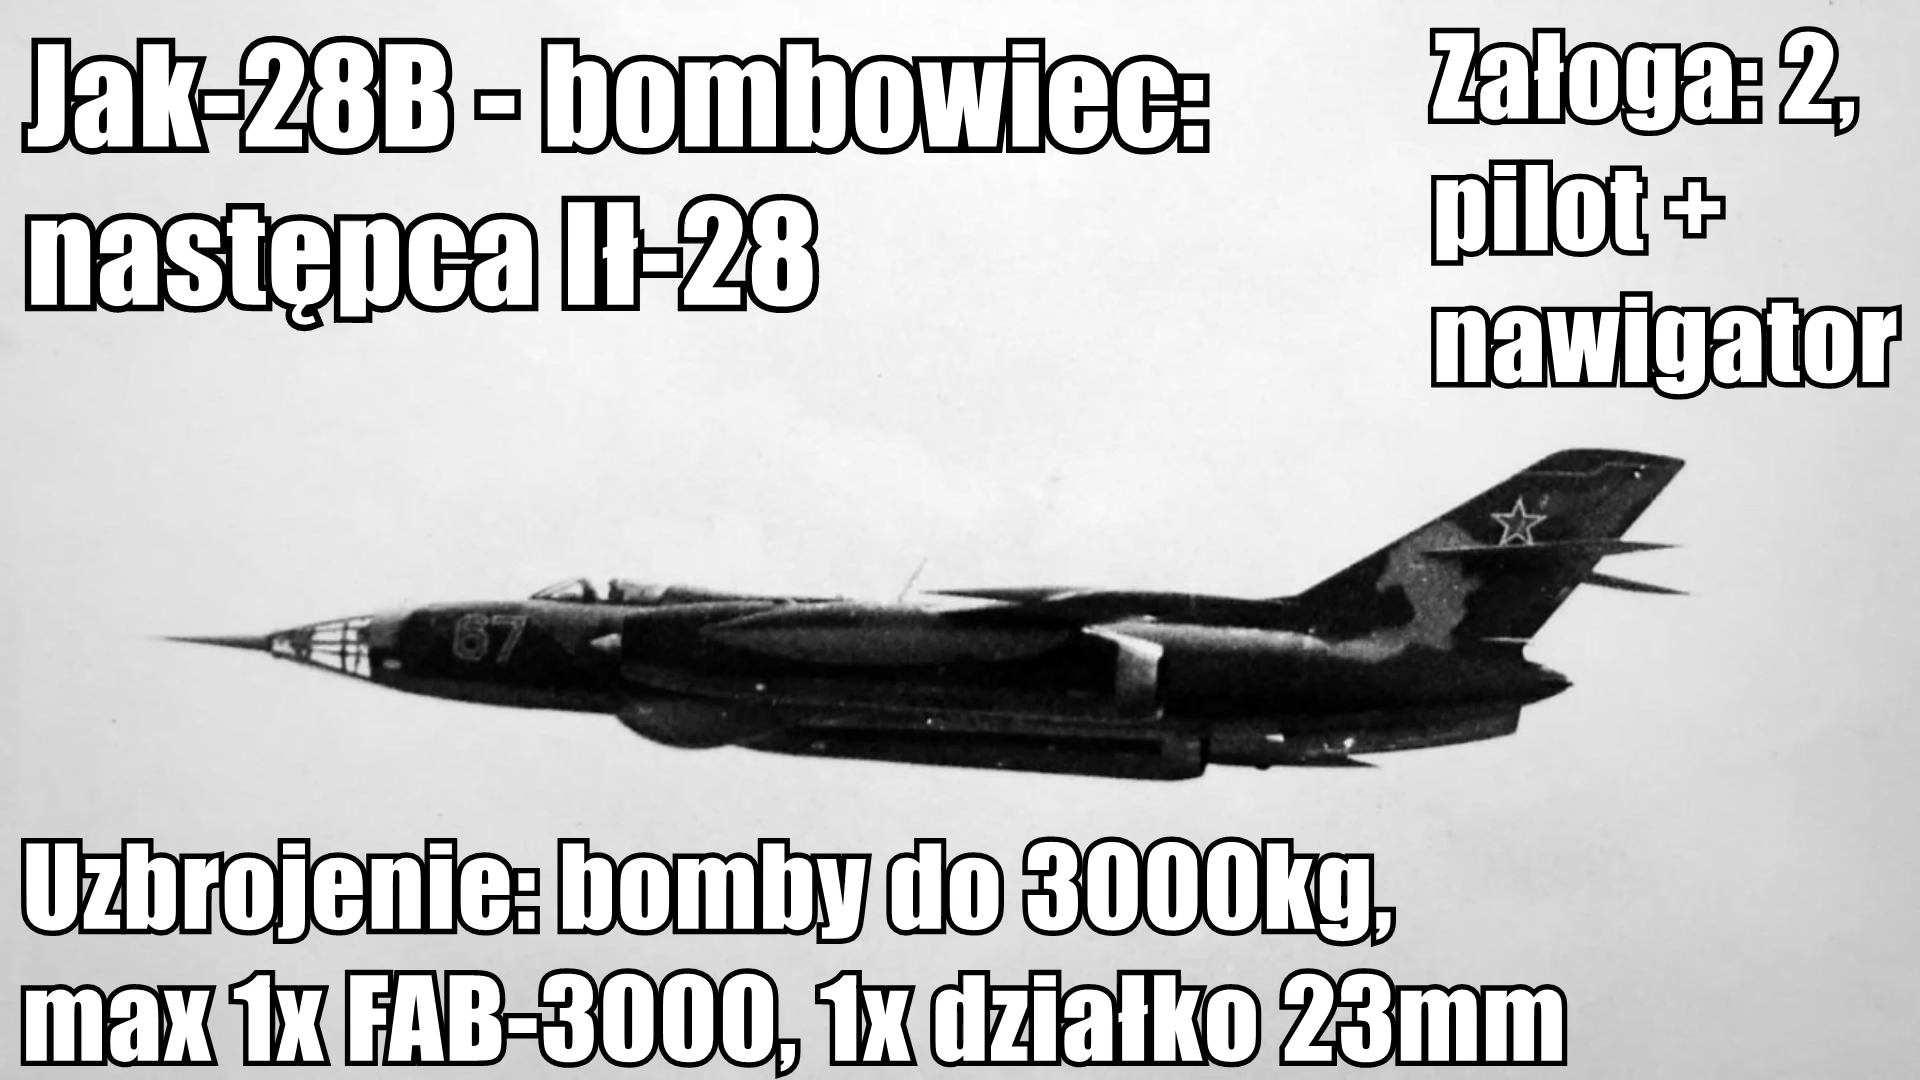 Jak-28B - bombowiec:
następca Ił-28
Załoga: 2,
pilot +
nawigator
67
Uzbrojenie: bomby do 3000kg,
max 1x FAB-3000, 1x działko 23mm